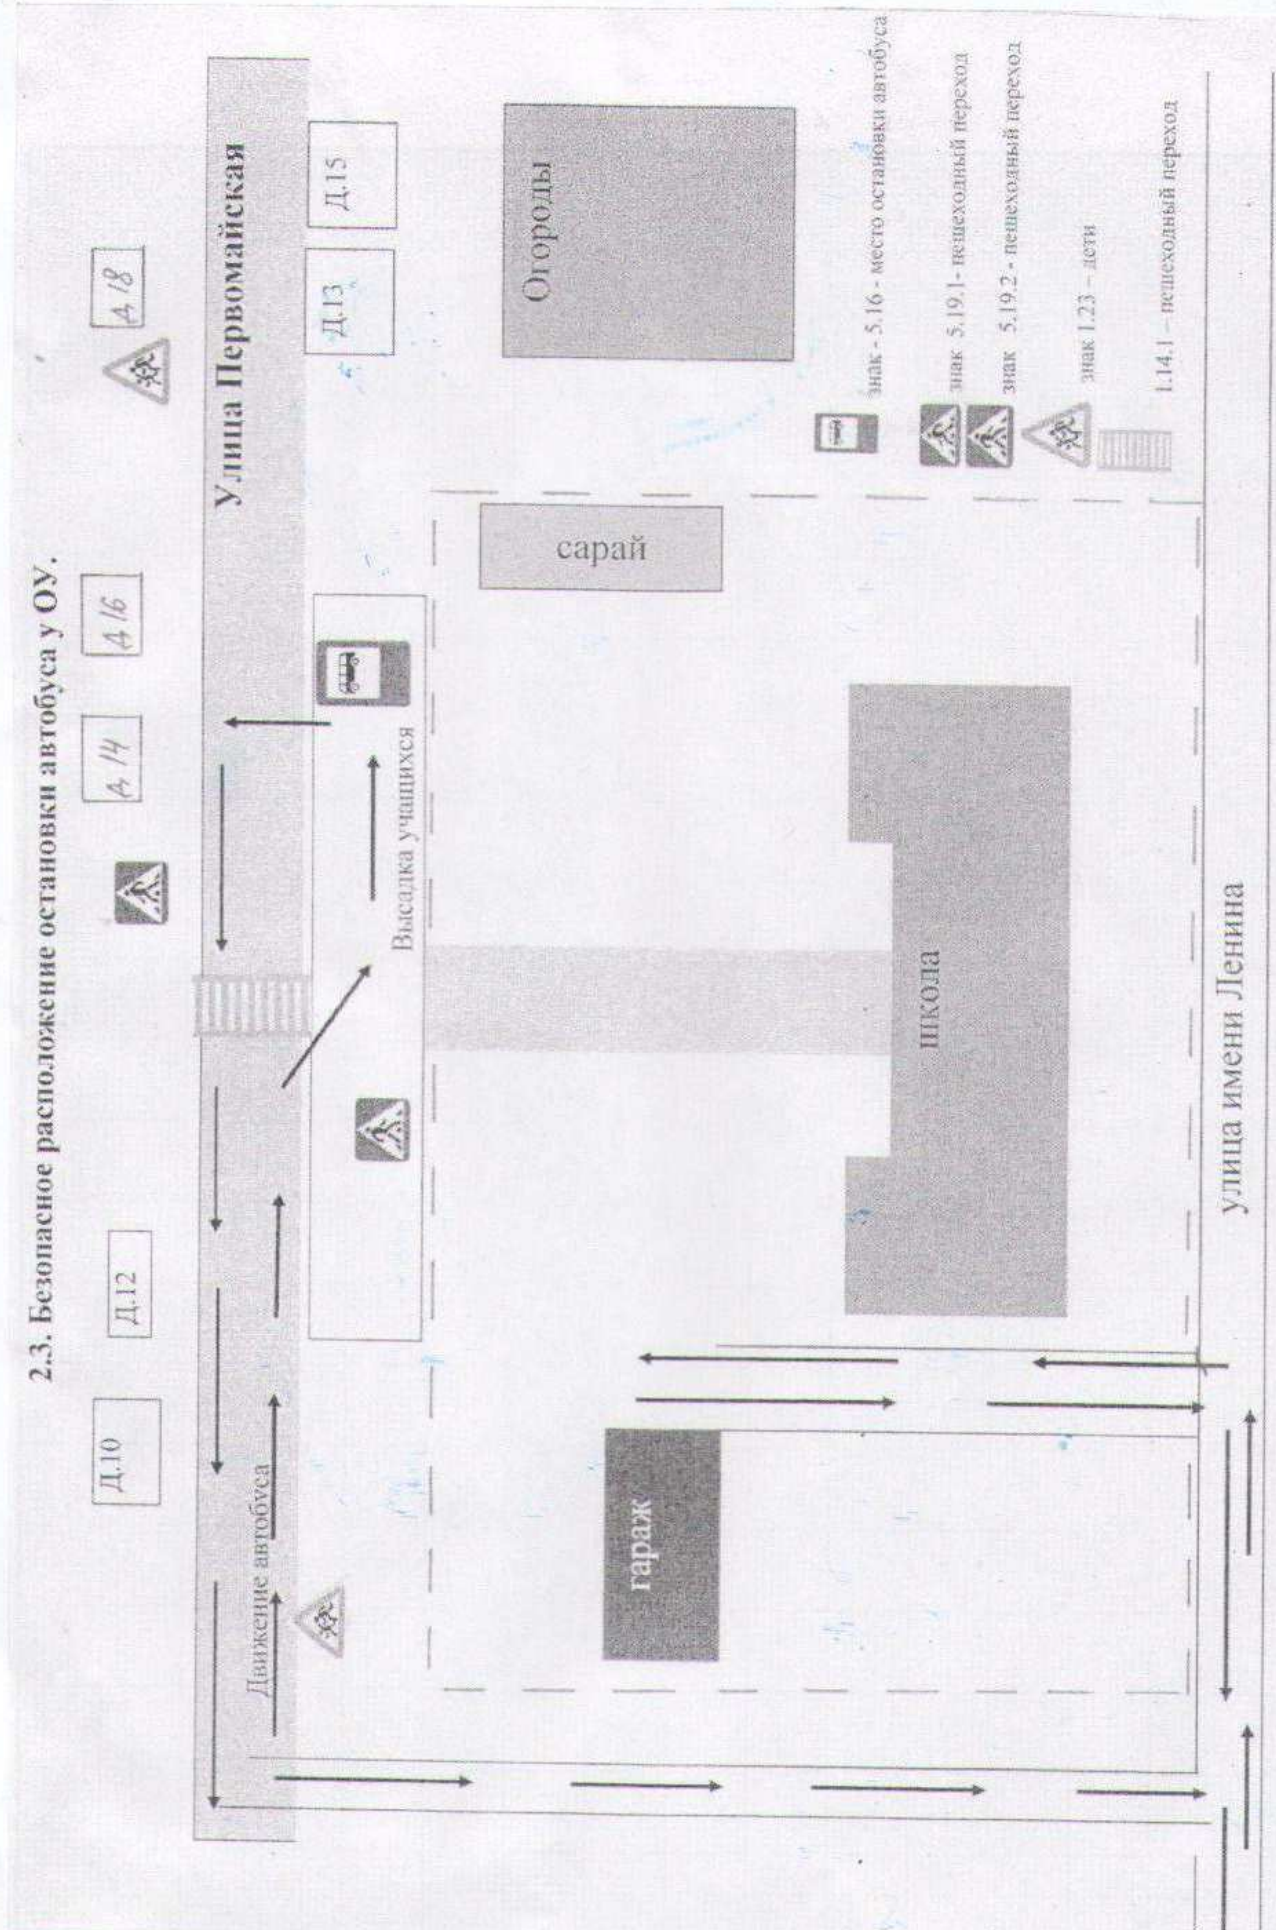 2.3. Безопасное расположение остановки автобуса у ОУ.
Д.10
Д.12
Д 14
Д 16
Д 18
Движение автобуса
Улица Первомайская
Высадка учащихся
Д.13
Д.15
Огороды
сарай
гараж
школа
знак - 5.16 - место остановки автобуса
знак 5.19.1- пешеходный переход
знак 5.19.2 - пешеходный переход
знак 1.23 – дети
1.14.1 – пешеходный переход
улица имени Ленина